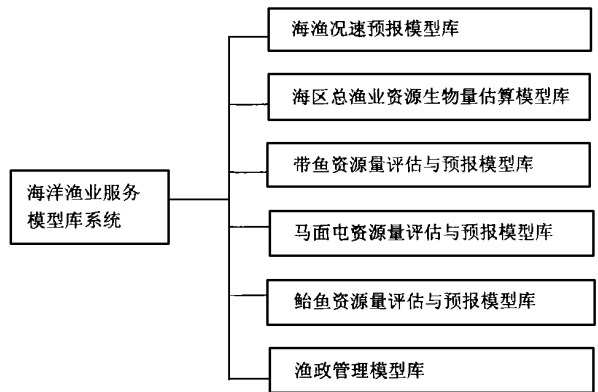 海渔况速预报模型库
海区总渔业资源生物量估算模型库
带鱼资源量评估与预报模型库
海洋渔业服务
模型库系统
马面屯资源量评估与预报模型库
鲐鱼资源量评估与预报模型库
渔政管理模型库